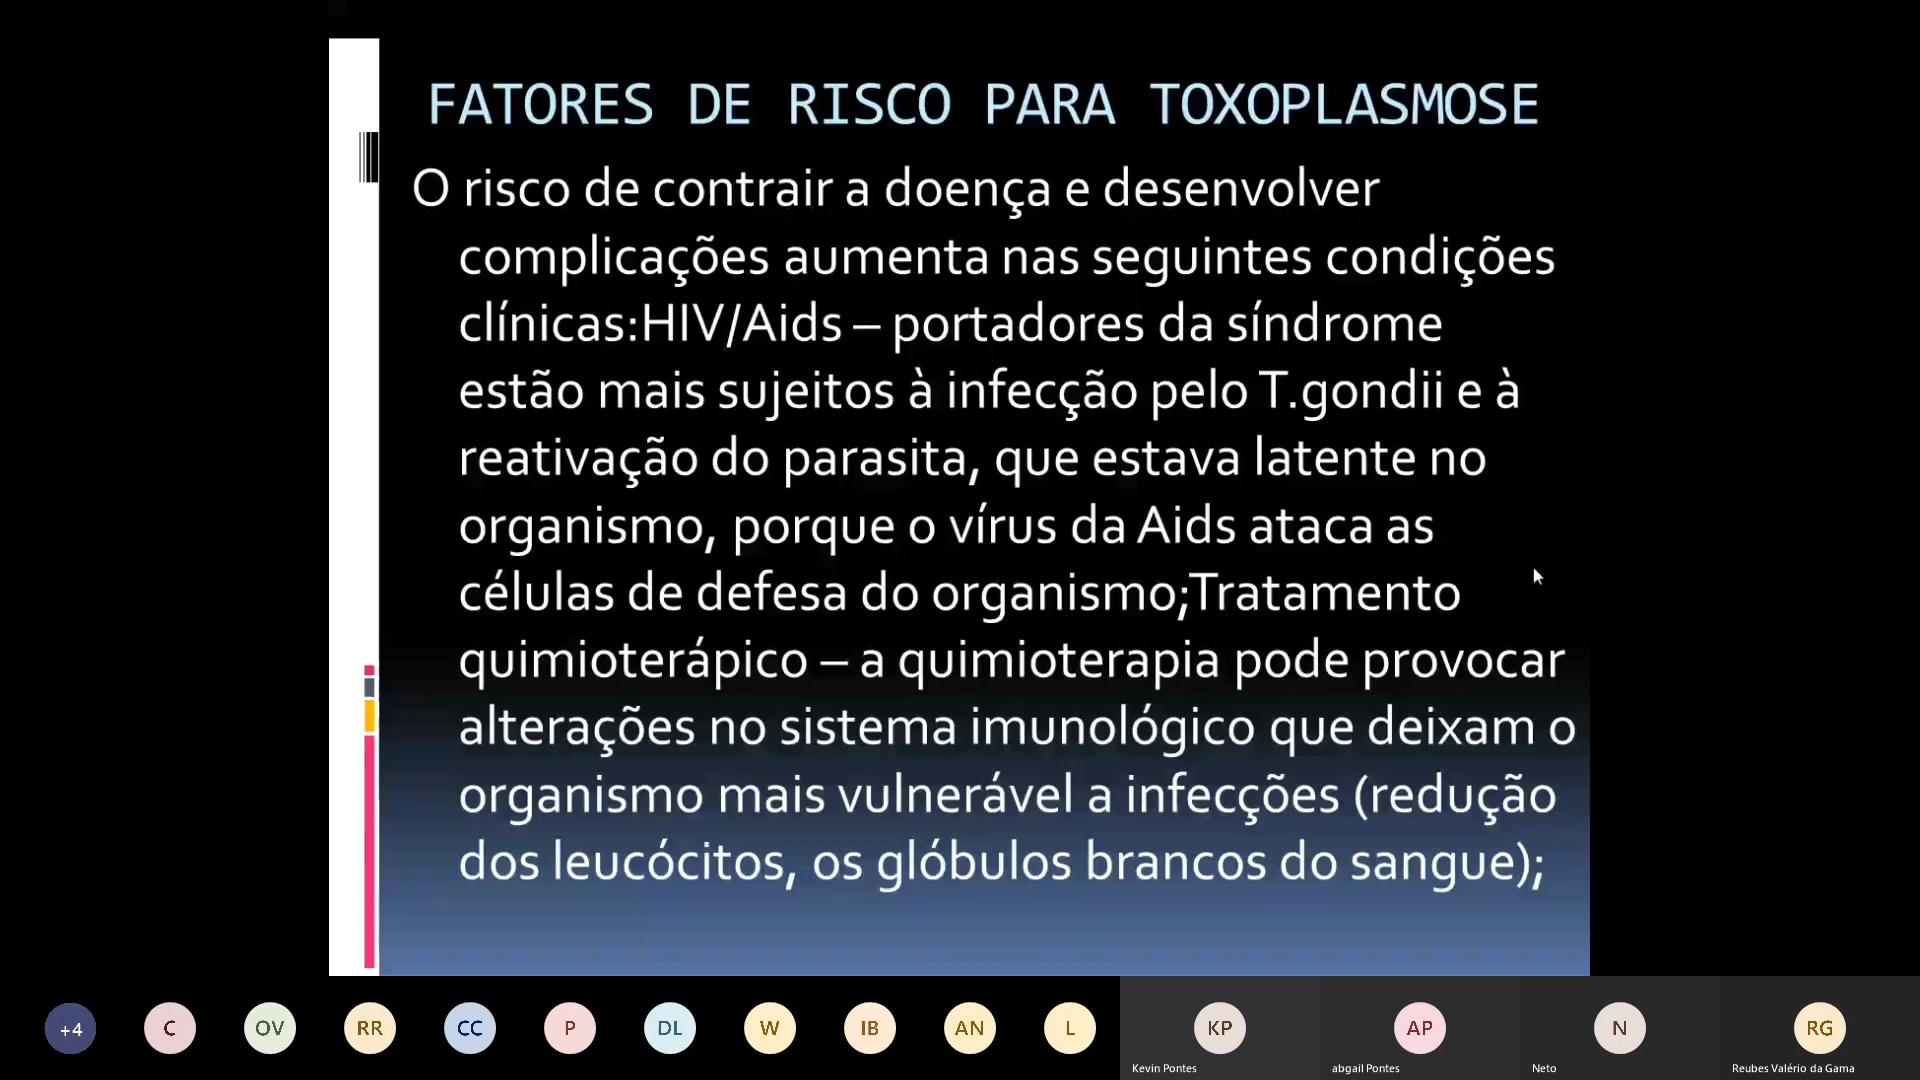 FATORES DE RISCO PARA TOXOPLASMOSE
O risco de contrair a doença e desenvolver
complicações aumenta nas seguintes condições
clínicas:HIV/Aids – portadores da síndrome
estão mais sujeitos à infecção pelo T.gondii e à
reativação do parasita, que estava latente no
organismo, porque o vírus da Aids ataca as
células de defesa do organismo;Tratamento
quimioterápico – a quimioterapia pode provocar
alterações no sistema imunológico que deixam o
organismo mais vulnerável a infecções (redução
dos leucócitos, os glóbulos brancos do sangue);
+4 C OV RR CC P DL W IB AN L KP AP N RG
Kevin Pontes abgail Pontes Neto Reubes Valério da Gama